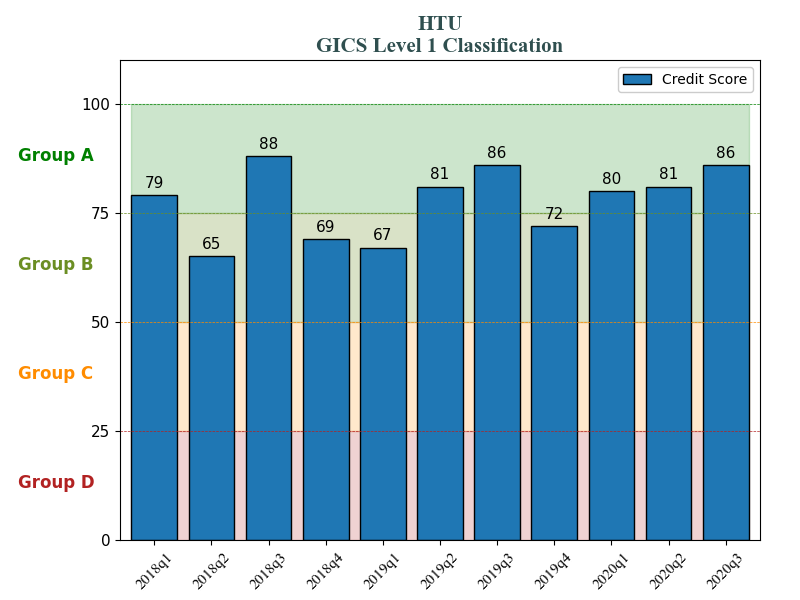 HTU
GICS Level 1 Classification
Credit Score
100
75
50
25
0
Group A
Group B
Group C
Group D
79
65
88
69
67
81
86
72
80
81
86
2018q1
2018q2
2018q3
2018q4
2019q1
2019q2
2019q3
2019q4
2020q1
2020q2
2020q3